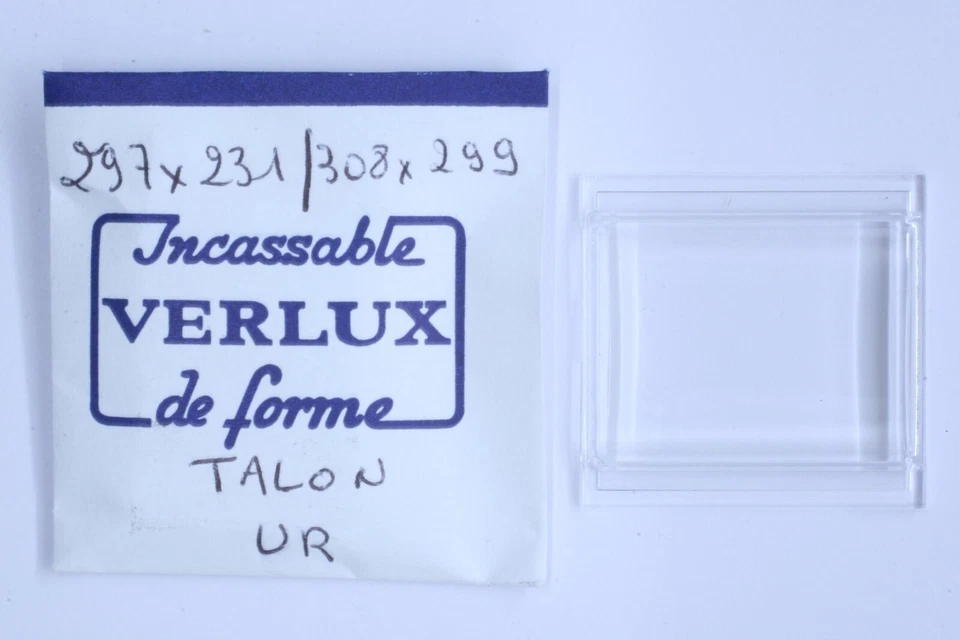 297x231/308x299
Incassable
VERLUX
de forme
TALON
UR